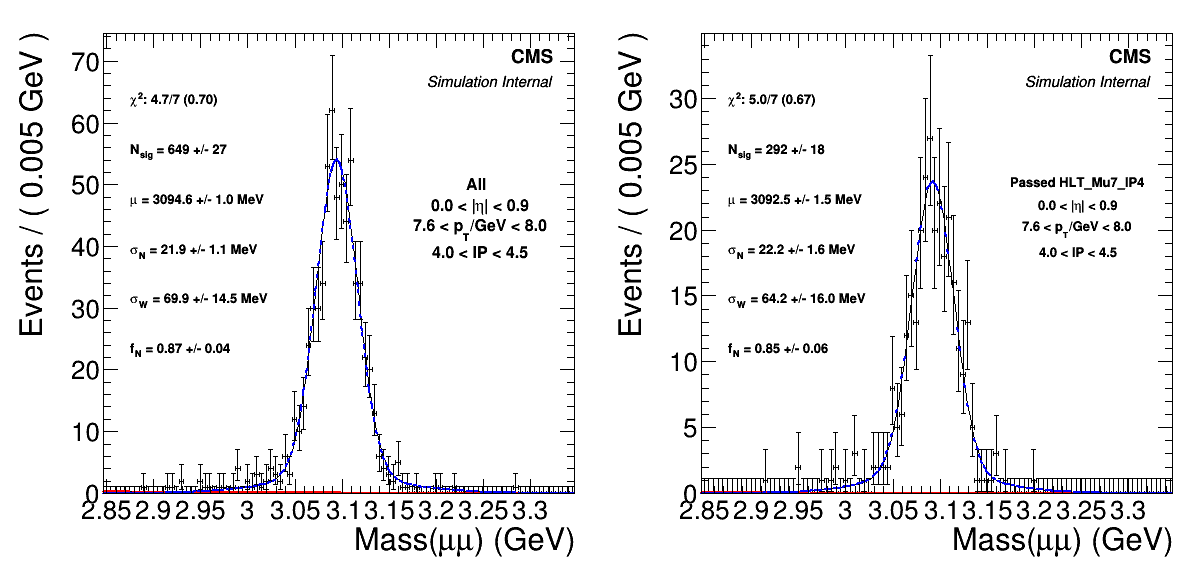 Events / ( 0.005 GeV )
70
60
50
40
30
20
10
0
CMS
Simulation Internal
χ²: 4.7/7 (0.70)
N_sig = 649 +/- 27
μ = 3094.6 +/- 1.0 MeV
σ_N = 21.9 +/- 1.1 MeV
σ_W = 69.9 +/- 14.5 MeV
f_N = 0.87 +/- 0.04
All
0.0 < |η| < 0.9
7.6 < p_T/GeV < 8.0
4.0 < IP < 4.5
2.85 2.9 2.95 3 3.05 3.1 3.15 3.2 3.25 3.3
Mass(μμ) (GeV)
Events / ( 0.005 GeV )
30
25
20
15
10
5
0
CMS
Simulation Internal
χ²: 5.0/7 (0.67)
N_sig = 292 +/- 18
μ = 3092.5 +/- 1.5 MeV
σ_N = 22.2 +/- 1.6 MeV
σ_W = 64.2 +/- 16.0 MeV
f_N = 0.85 +/- 0.06
Passed HLT_Mu7_IP4
0.0 < |η| < 0.9
7.6 < p_T/GeV < 8.0
4.0 < IP < 4.5
2.85 2.9 2.95 3 3.05 3.1 3.15 3.2 3.25 3.3
Mass(μμ) (GeV)